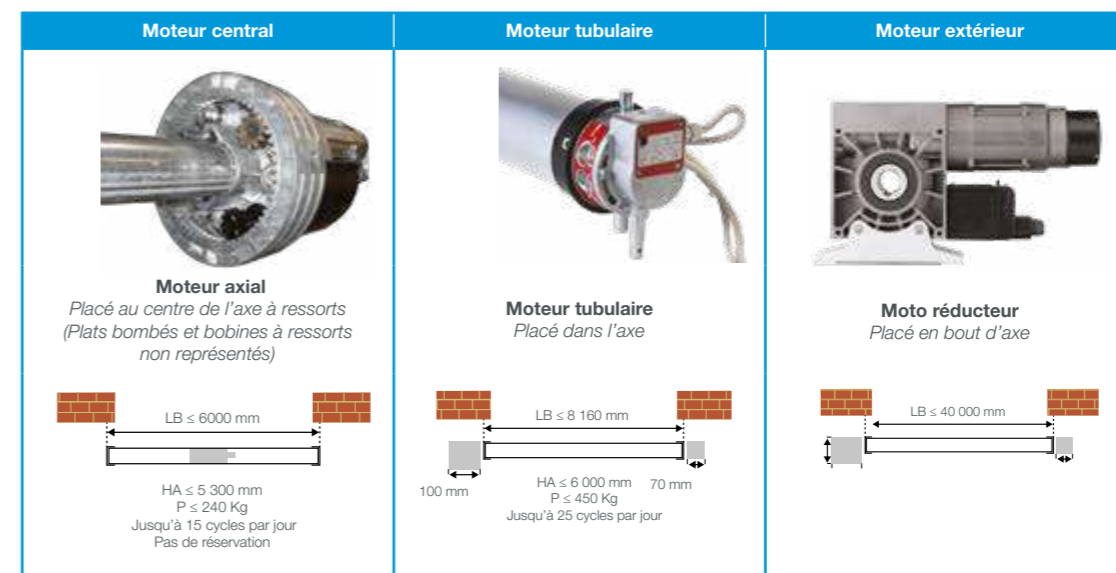 Moteur central
Moteur tubulaire
Moteur extérieur
Moteur axial
Placé au centre de l'axe à ressorts
(Plats bombés et bobines à ressorts
non représentés)
Moteur tubulaire
Placé dans l'axe
Moto réducteur
Placé en bout d'axe
LB ≤ 6000 mm
HA ≤ 5 300 mm
P ≤ 240 Kg
Jusqu'à 15 cycles par jour
Pas de réservation
LB ≤ 8 160 mm
100 mm
HA ≤ 6 000 mm
70 mm
P ≤ 450 Kg
Jusqu'à 25 cycles par jour
LB ≤ 40 000 mm